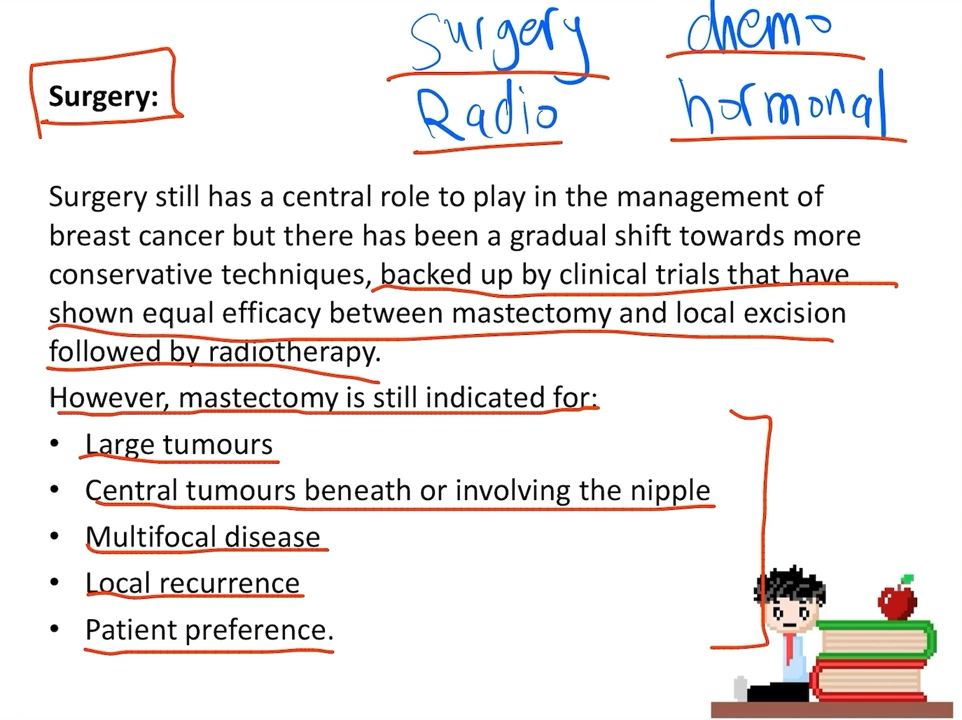 Surgery chemo
Radio hormonal
Surgery:
Surgery still has a central role to play in the management of
breast cancer but there has been a gradual shift towards more
conservative techniques, backed up by clinical trials that have
shown equal efficacy between mastectomy and local excision
followed by radiotherapy.
However, mastectomy is still indicated for:
• Large tumours
• Central tumours beneath or involving the nipple
• Multifocal disease
• Local recurrence
• Patient preference.